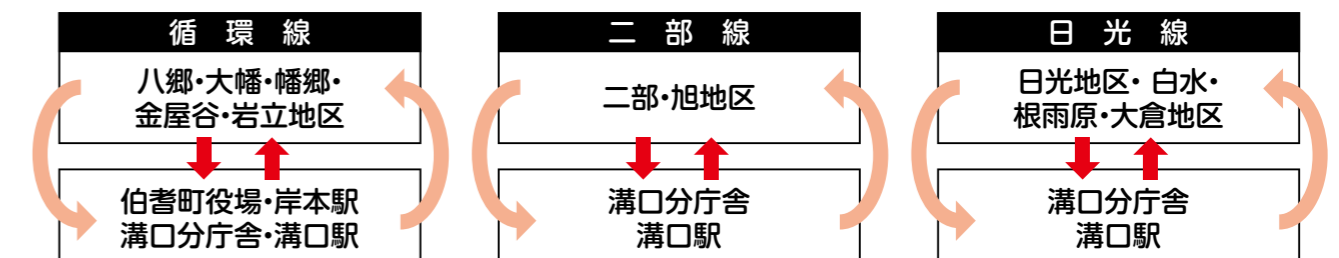 循環線
八郷・大幡・幡郷・
金屋谷・岩立地区
伯耆町役場・岸本駅
溝口分庁舎・溝口駅
二部線
二部・旭地区
溝口分庁舎
溝口駅
日光線
日光地区・白水・
根雨原・大倉地区
溝口分庁舎
溝口駅